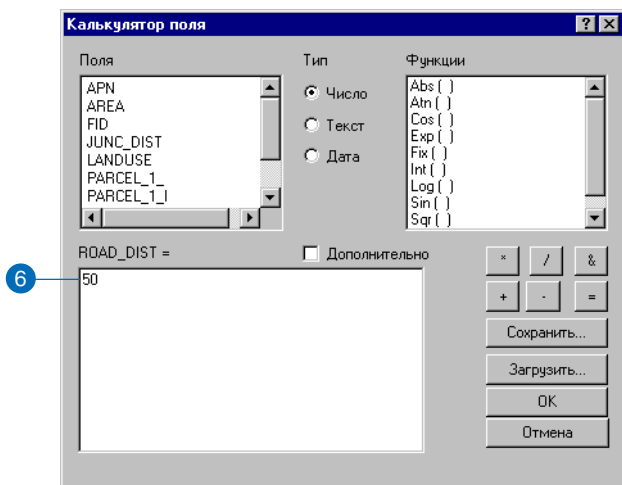 Калькулятор поля
Поля
APN
AREA
FID
JUNC_DIST
LANDUSE
PARCEL_1_
PARCEL_1_I
Тип
Число
Текст
Дата
Функции
Abs ( )
Atn ( )
Cos ( )
Exp ( )
Fix ( )
Int ( )
Log ( )
Sin ( )
Sqr ( )
ROAD_DIST =
Дополнительно
6
50
* / &
+ - =
Сохранить...
Загрузить...
OK
Отмена